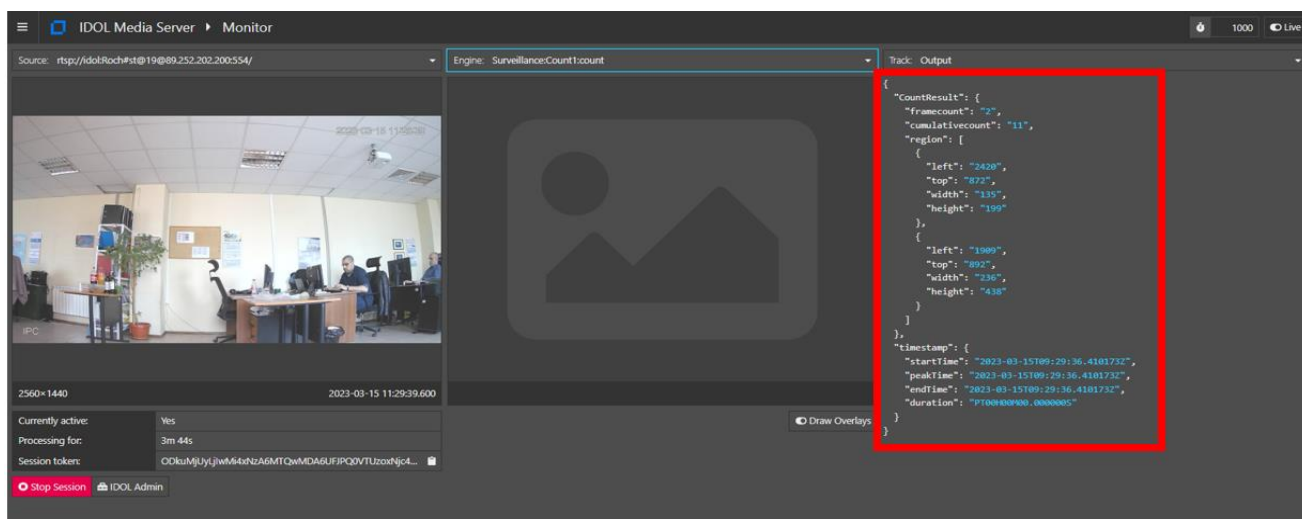 IDOL Media Server ▸ Monitor
1000 Live
Source: rtsp://idol:Roch#st@19@89.252.202.200:554/
Engine: Surveillance:Count1:count
Track: Output
IPC
2560×1440 2023-03-15 11:29:39.600
Currently active: Yes
Processing for: 3m 44s
Session token:
Stop Session IDOL Admin
Draw Overlays
{
"CountResult": {
"framecount": "2",
"cumulativecount": "11",
"region": [
{
"left": "2420",
"top": "872",
"width": "135",
"height": "199"
},
{
"left": "1909",
"top": "892",
"width": "236",
"height": "438"
}
]
},
"timestamp": {
"startTime": "2023-03-15T09:29:36.410173Z",
"peakTime": "2023-03-15T09:29:36.410173Z",
"endTime": "2023-03-15T09:29:36.410173Z",
"duration": "PT00H00M00.000000S"
}
}